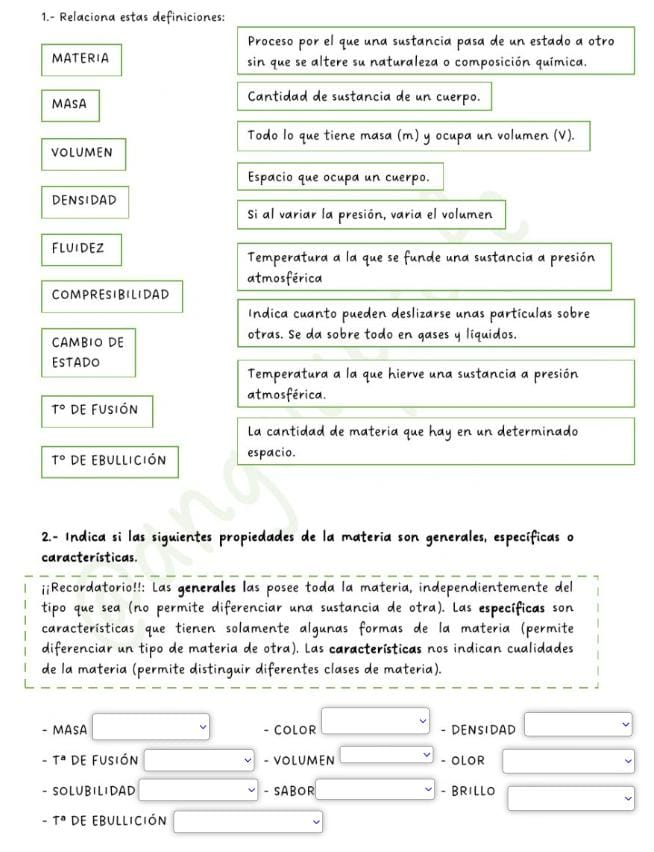 1.- Relaciona estas definiciones:
MATERIA
MASA
VOLUMEN
DENSIDAD
FLUIDEZ
COMPRESIBILIDAD
CAMBIO DE
ESTADO
Tº DE FUSIÓN
Tº DE EBULLICIÓN
Proceso por el que una sustancia pasa de un estado a otro
sin que se altere su naturaleza o composición química.
Cantidad de sustancia de un cuerpo.
Todo lo que tiene masa (m) y ocupa un volumen (V).
Espacio que ocupa un cuerpo.
Si al variar la presión, varia el volumen
Temperatura a la que se funde una sustancia a presión
atmosférica
Indica cuanto pueden deslizarse unas partículas sobre
otras. Se da sobre todo en gases y líquidos.
Temperatura a la que hierve una sustancia a presión
atmosférica.
La cantidad de materia que hay en un determinado
espacio.
2.- Indica si las siguientes propiedades de la materia son generales, específicas o
características.
¡¡Recordatorio!!: Las generales las posee toda la materia, independientemente del
tipo que sea (no permite diferenciar una sustancia de otra). Las específicas son
características que tienen solamente algunas formas de la materia (permite
diferenciar un tipo de materia de otra). Las características nos indican cualidades
de la materia (permite distinguir diferentes clases de materia).
- MASA - COLOR - DENSIDAD
- Tª DE FUSIÓN - VOLUMEN - OLOR
- SOLUBILIDAD - SABOR - BRILLO
- Tª DE EBULLICIÓN